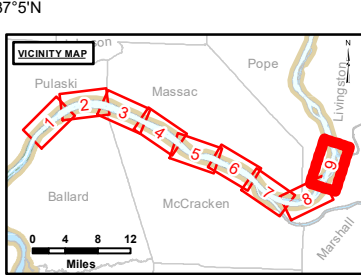 37°5'N
VICINITY MAP
N
Pope
Livingston
Pulaski
Massac
1
2
3
4
5
6
7
8
9
Ballard
McCracken
Marshall
0 4 8 12
Miles